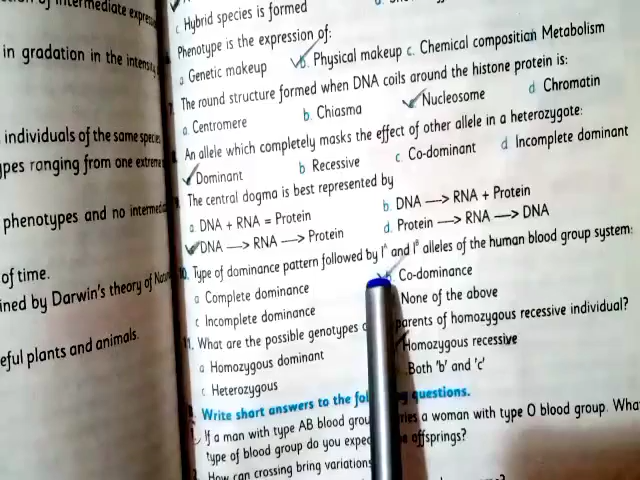 of intermediate
in gradation in the intensity
individuals of the same species
ranging from one extreme
phenotypes and no
of time.
ined by Darwin's theory of
eful plants and animals.
c. Hybrid species is formed
Phenotype is the expression of:
a Genetic makeup b. Physical makeup c. Chemical composition Metabolism
The round structure formed when DNA coils around the histone protein is:
a. Centromere b. Chiasma Nucleosome d Chromatin
An allele which completely masks the effect of other allele in a heterozygote:
Dominant b Recessive c. Co-dominant d Incomplete dominant
The central dogma is best represented by
a. DNA + RNA = Protein b. DNA —> RNA + Protein
DNA —> RNA —> Protein d. Protein —> RNA —> DNA
10. Type of dominance pattern followed by Iᴬ and Iᴮ alleles of the human blood group system:
a Complete dominance Co-dominance
c Incomplete dominance None of the above
11. What are the possible genotypes parents of homozygous recessive individual?
a Homozygous dominant Homozygous recessive
c Heterozygous Both 'b' and 'c'
Write short answers to the questions.
If a man with type AB blood a woman with type O blood group.
type of blood group do you offsprings?
How can crossing bring variations